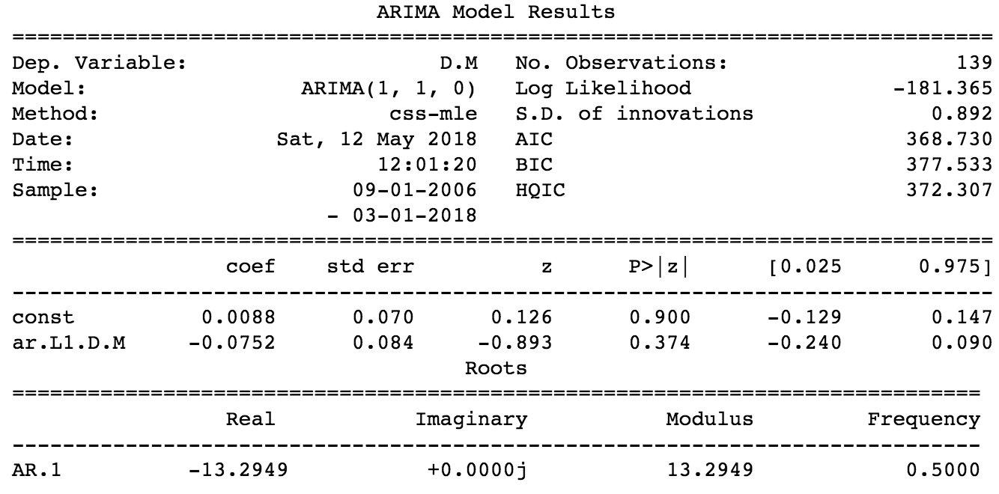 ARIMA Model Results
==============================================================================
Dep. Variable: D.M No. Observations: 139
Model: ARIMA(1, 1, 0) Log Likelihood -181.365
Method: css-mle S.D. of innovations 0.892
Date: Sat, 12 May 2018 AIC 368.730
Time: 12:01:20 BIC 377.533
Sample: 09-01-2006 HQIC 372.307
- 03-01-2018
==============================================================================
coef std err z P>|z| [0.025 0.975]
------------------------------------------------------------------------------
const 0.0088 0.070 0.126 0.900 -0.129 0.147
ar.L1.D.M -0.0752 0.084 -0.893 0.374 -0.240 0.090
Roots
=============================================================================
Real Imaginary Modulus Frequency
-----------------------------------------------------------------------------
AR.1 -13.2949 +0.0000j 13.2949 0.5000